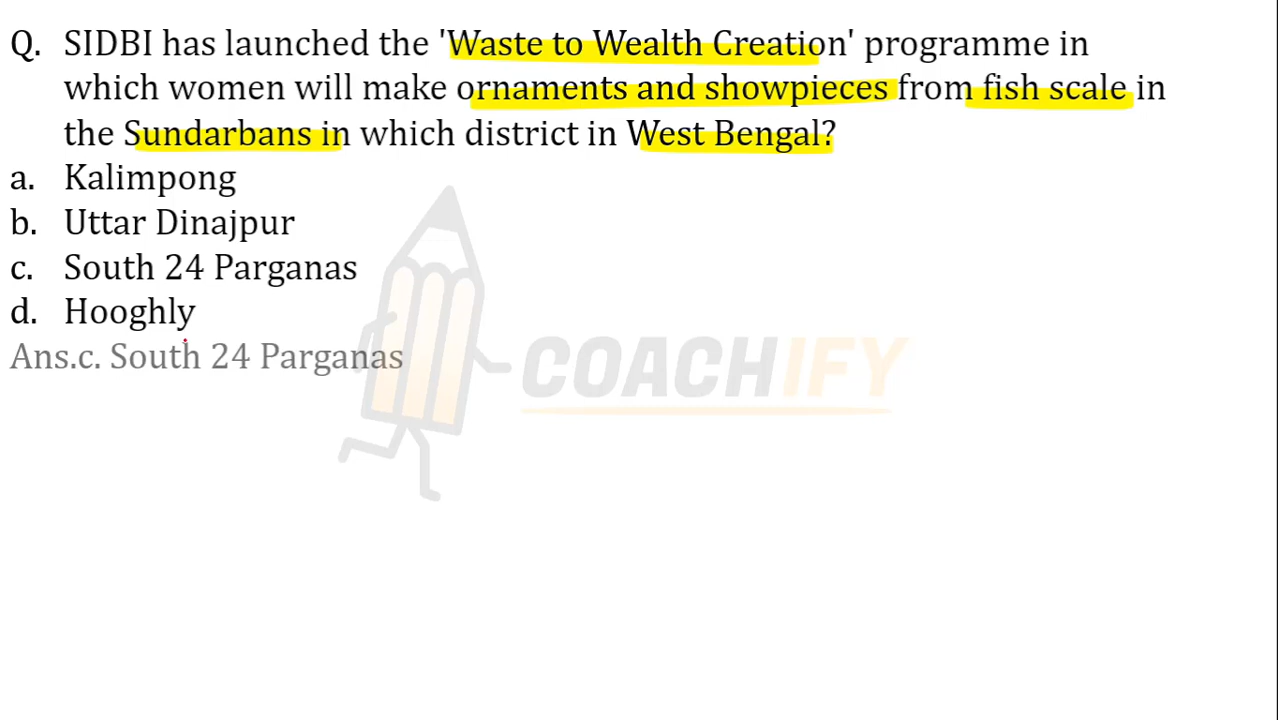 Q. SIDBI has launched the 'Waste to Wealth Creation' programme in
which women will make ornaments and showpieces from fish scale in
the Sundarbans in which district in West Bengal?
a. Kalimpong
b. Uttar Dinajpur
c. South 24 Parganas
d. Hooghly
Ans.c. South 24 Parganas
COACHIFY